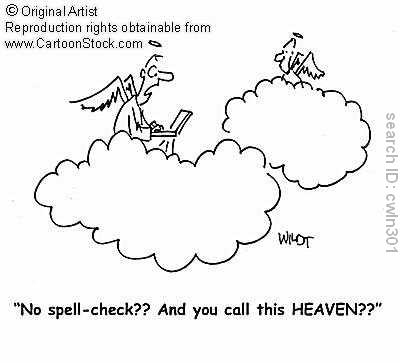 © Original Artist
Reproduction rights obtainable from
www.CartoonStock.com
search ID: cwln301
WILDT
"No spell-check?? And you call this HEAVEN??"